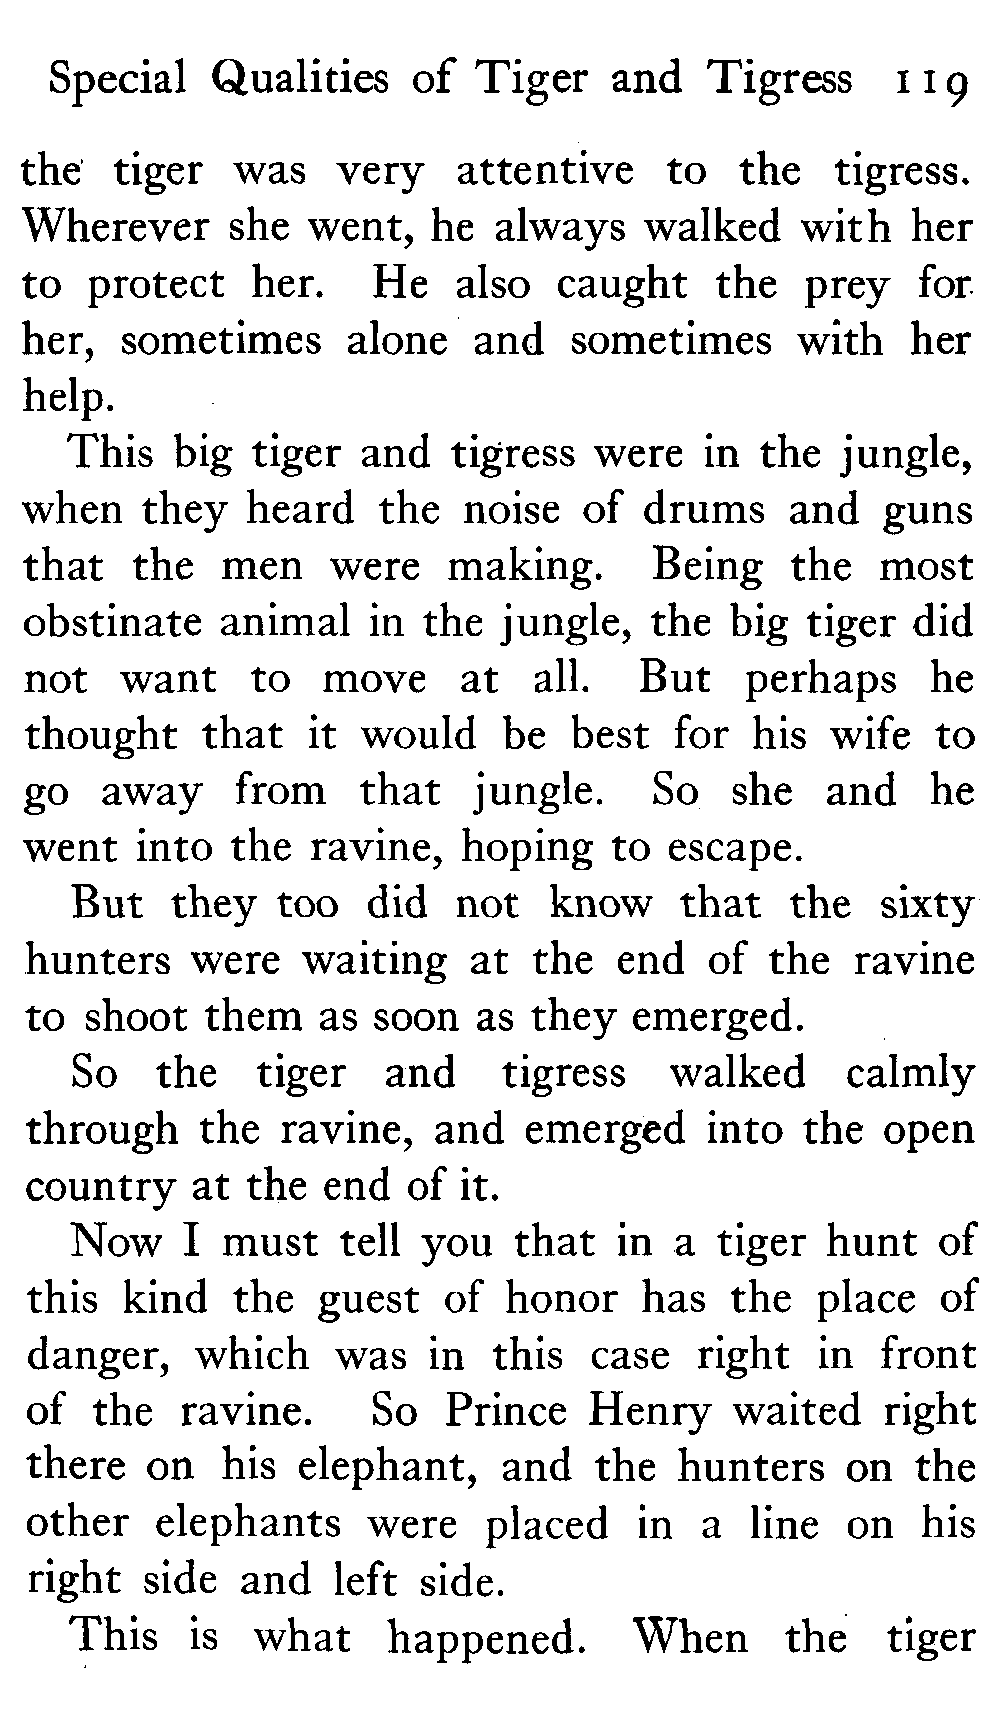 Special Qualities of Tiger and Tigress 119
the tiger was very attentive to the tigress.
Wherever she went, he always walked with her
to protect her. He also caught the prey for
her, sometimes alone and sometimes with her
help.
This big tiger and tigress were in the jungle,
when they heard the noise of drums and guns
that the men were making. Being the most
obstinate animal in the jungle, the big tiger did
not want to move at all. But perhaps he
thought that it would be best for his wife to
go away from that jungle. So she and he
went into the ravine, hoping to escape.
But they too did not know that the sixty
hunters were waiting at the end of the ravine
to shoot them as soon as they emerged.
So the tiger and tigress walked calmly
through the ravine, and emerged into the open
country at the end of it.
Now I must tell you that in a tiger hunt of
this kind the guest of honor has the place of
danger, which was in this case right in front
of the ravine. So Prince Henry waited right
there on his elephant, and the hunters on the
other elephants were placed in a line on his
right side and left side.
This is what happened. When the tiger